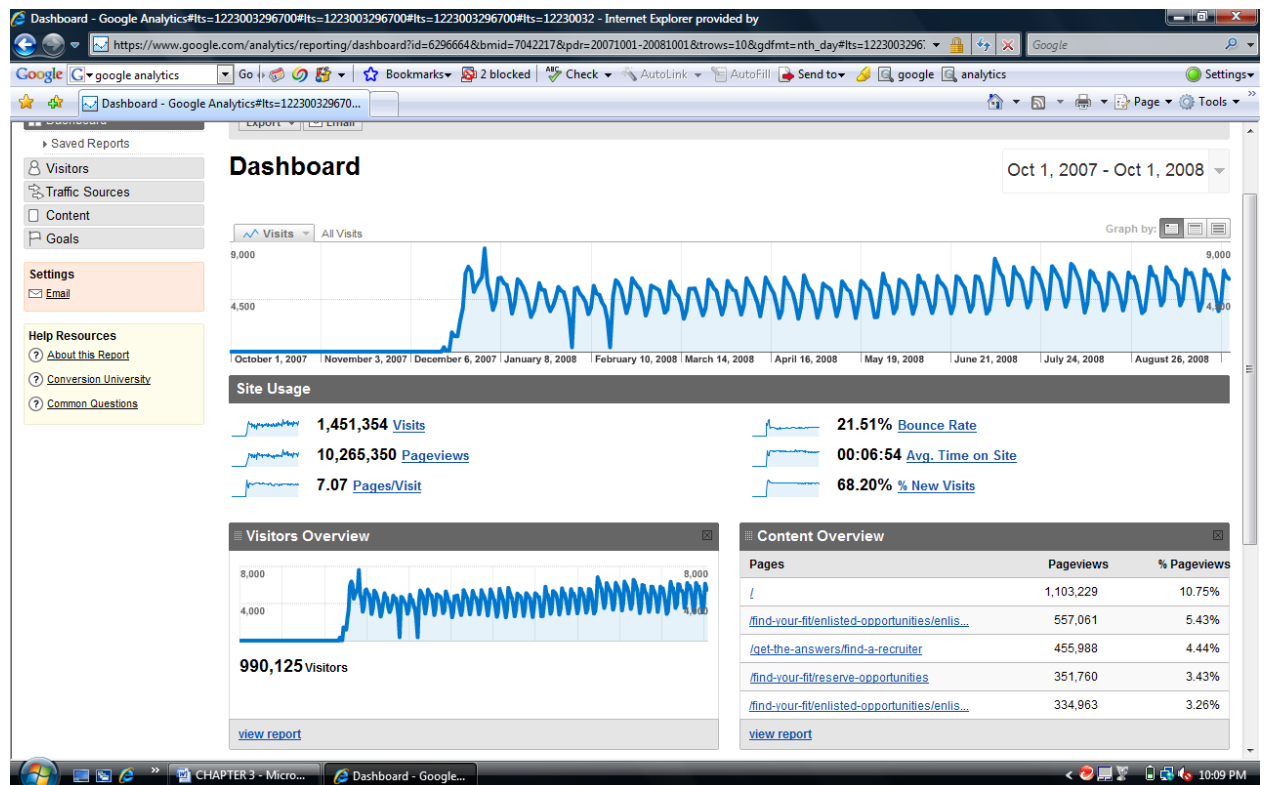 Dashboard - Google Analytics#lts=1223003296700#lts=1223003296700#lts=1223003296700#lts=12230032 - Internet Explorer provided by
https://www.google.com/analytics/reporting/dashboard?id=6296664&bmid=7042217&pdr=20071001-20081001&trows=10&gdfmt=nth_day#lts=1223003296 Google
Google G google analytics Go Bookmarks 2 blocked ABC Check AutoLink AutoFill Send to google analytics Settings
Dashboard - Google Analytics#lts=122300329670... Page Tools
Dashboard Export Email
Saved Reports
Visitors
Traffic Sources
Content
Goals
Settings
Email
Help Resources
About this Report
Conversion University
Common Questions
Dashboard
Oct 1, 2007 - Oct 1, 2008
Visits All Visits Graph by:
9,000 9,000
4,500 4,500
October 1, 2007 November 3, 2007 December 6, 2007 January 8, 2008 February 10, 2008 March 14, 2008 April 16, 2008 May 19, 2008 June 21, 2008 July 24, 2008 August 26, 2008
Site Usage
1,451,354 Visits 21.51% Bounce Rate
10,265,350 Pageviews 00:06:54 Avg. Time on Site
7.07 Pages/Visit 68.20% % New Visits
Visitors Overview
8,000 8,000
4,000 4,000
990,125 Visitors
view report
Content Overview
Pages Pageviews % Pageviews
/ 1,103,229 10.75%
/find-your-fit/enlisted-opportunities/enlis... 557,061 5.43%
/get-the-answers/find-a-recruiter 455,988 4.44%
/find-your-fit/reserve-opportunities 351,760 3.43%
/find-your-fit/enlisted-opportunities/enlis... 334,963 3.26%
view report
CHAPTER 3 - Micro... Dashboard - Google... 10:09 PM